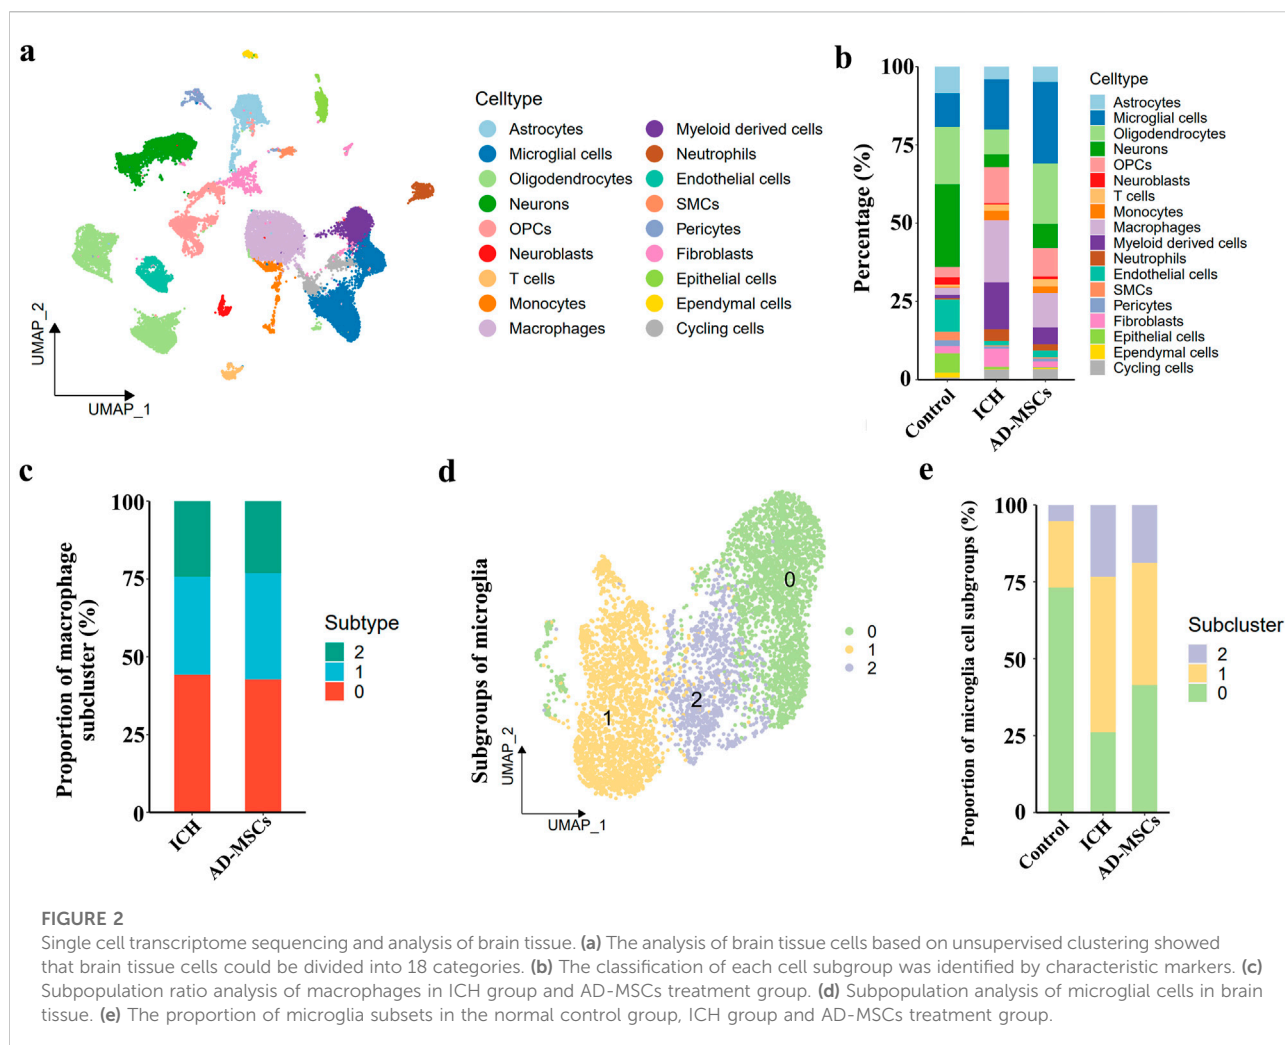 a
Celltype
Astrocytes
Microglial cells
Oligodendrocytes
Neurons
OPCs
Neuroblasts
T cells
Monocytes
Macrophages
Myeloid derived cells
Neutrophils
Endothelial cells
SMCs
Pericytes
Fibroblasts
Epithelial cells
Ependymal cells
Cycling cells
UMAP_2
UMAP_1
b
Percentage (%)
100
75
50
25
0
Control
ICH
AD-MSCs
Celltype
Astrocytes
Microglial cells
Oligodendrocytes
Neurons
OPCs
Neuroblasts
T cells
Monocytes
Macrophages
Myeloid derived cells
Neutrophils
Endothelial cells
SMCs
Pericytes
Fibroblasts
Epithelial cells
Ependymal cells
Cycling cells
c
Proportion of macrophage
subcluster (%)
100
75
50
25
0
ICH
AD-MSCs
Subtype
2
1
0
d
Subgroups of microglia
UMAP_2
UMAP_1
0
1
2
0
1
2
e
Proportion of microglia cell subgroups (%)
100
75
50
25
0
Control
ICH
AD-MSCs
Subcluster
2
1
0
FIGURE 2
Single cell transcriptome sequencing and analysis of brain tissue. (a) The analysis of brain tissue cells based on unsupervised clustering showed
that brain tissue cells could be divided into 18 categories. (b) The classification of each cell subgroup was identified by characteristic markers. (c)
Subpopulation ratio analysis of macrophages in ICH group and AD-MSCs treatment group. (d) Subpopulation analysis of microglial cells in brain
tissue. (e) The proportion of microglia subsets in the normal control group, ICH group and AD-MSCs treatment group.